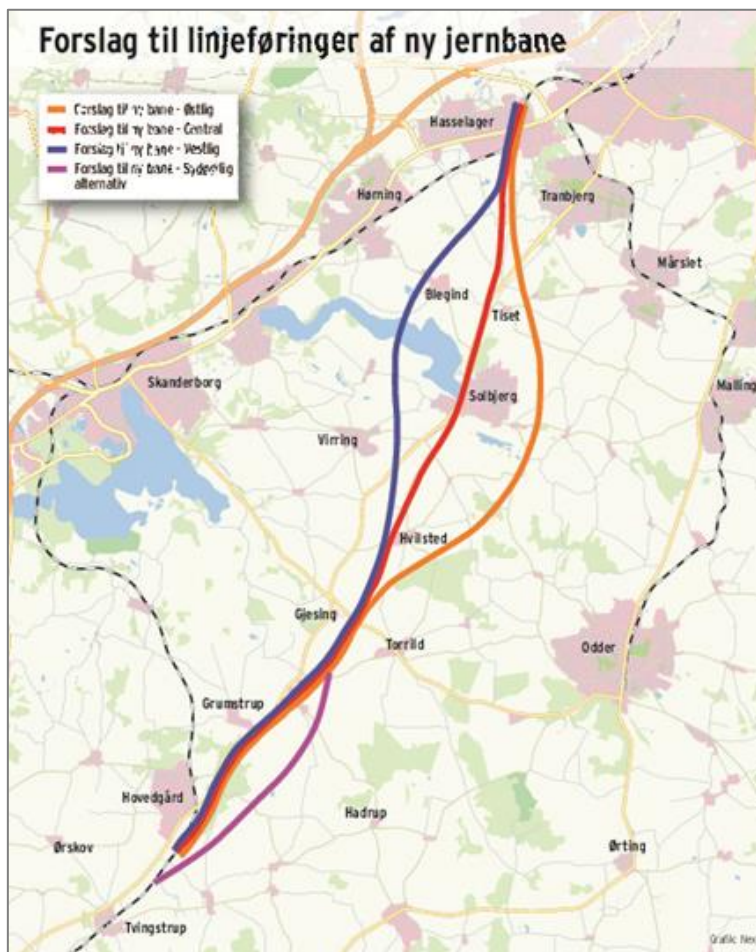 Forslag til linjeføringer af ny jernbane
Forslag til ny bane - Østlig
Forslag til ny bane - Central
Forslag til ny bane - Vestlig
Forslag til ny bane - Sydøstlig
alternativ
Hasselager
Hørning
Tranbjerg
Mårslet
Blegind
Tiset
Skanderborg
Solbjerg
Malling
Virring
Hvilsted
Gjesing
Torrild
Odder
Grumstrup
Hovedgård
Hadrup
Ørskov
Ørting
Tvingstrup
Grafik: